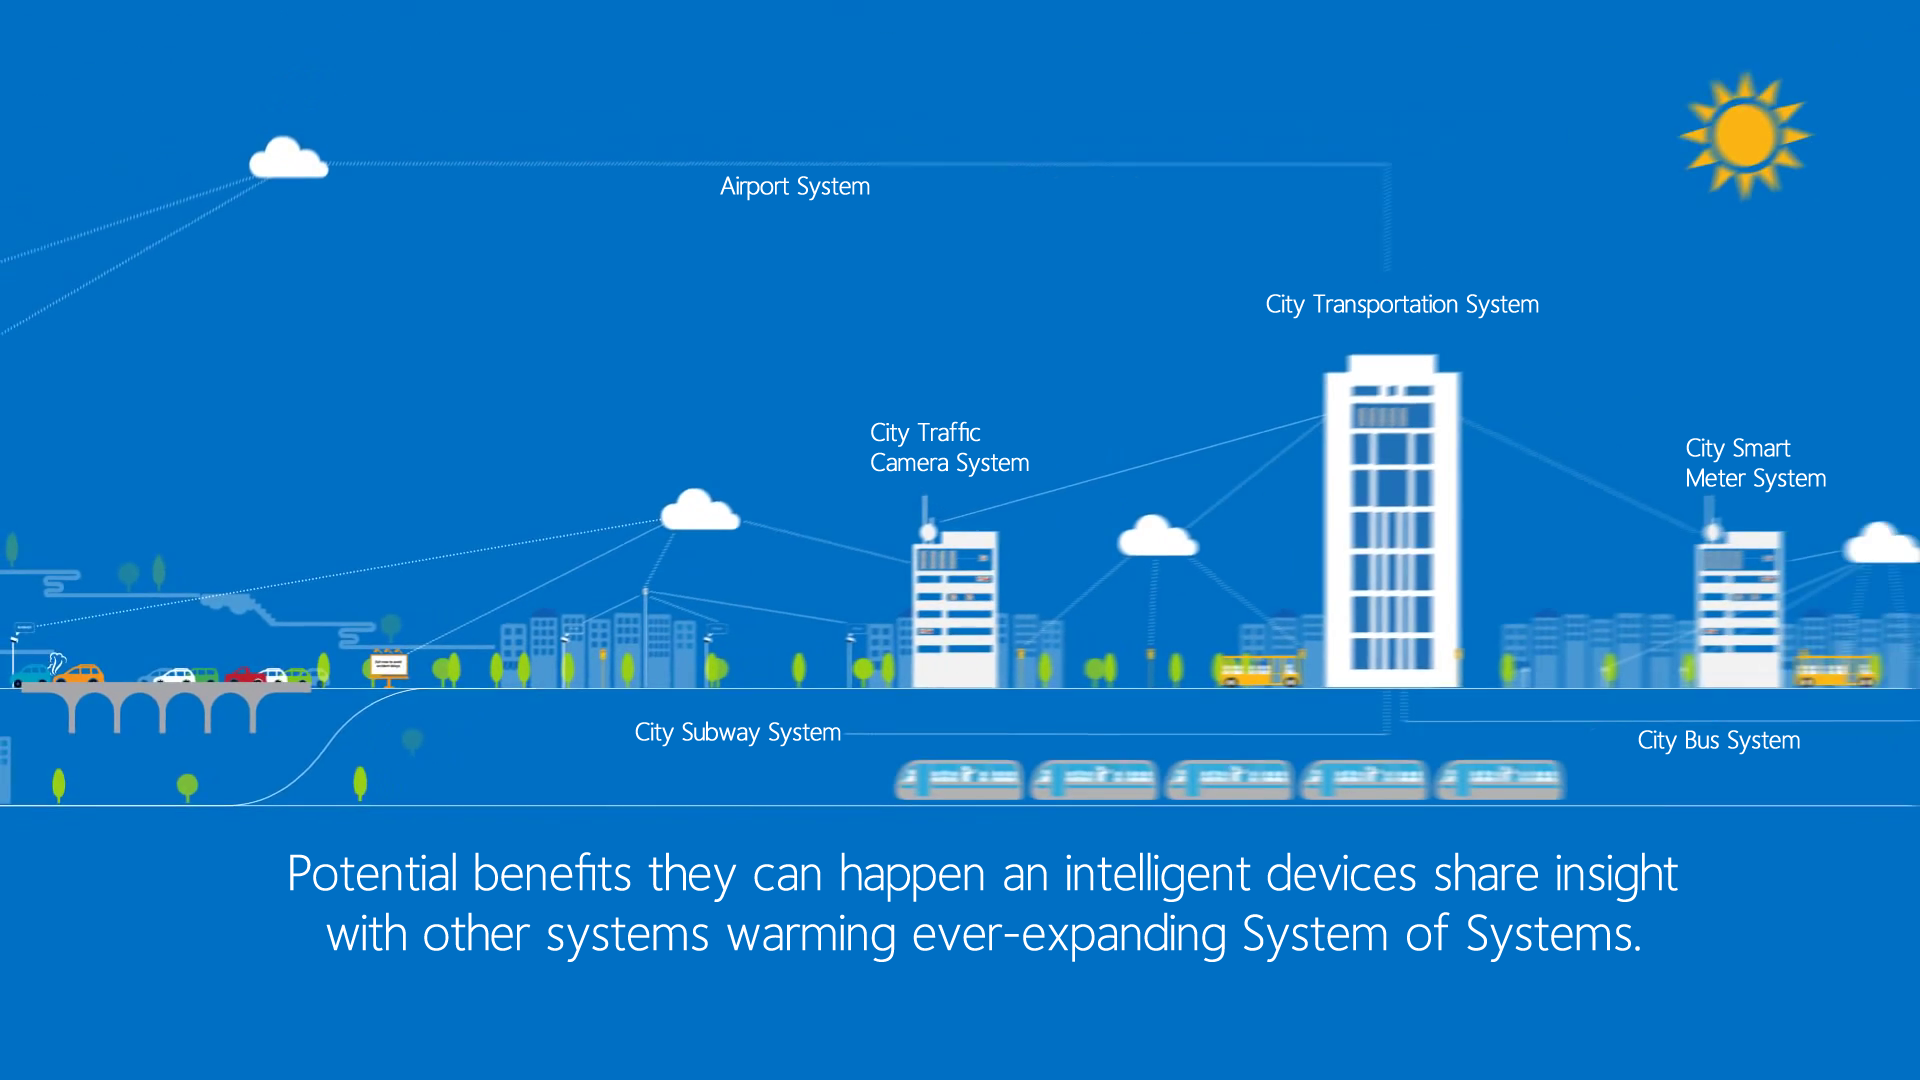 Airport System
City Transportation System
City Traffic
Camera System
City Smart
Meter System
City Subway System
City Bus System
Potential benefits they can happen an intelligent devices share insight
with other systems warming ever-expanding System of Systems.